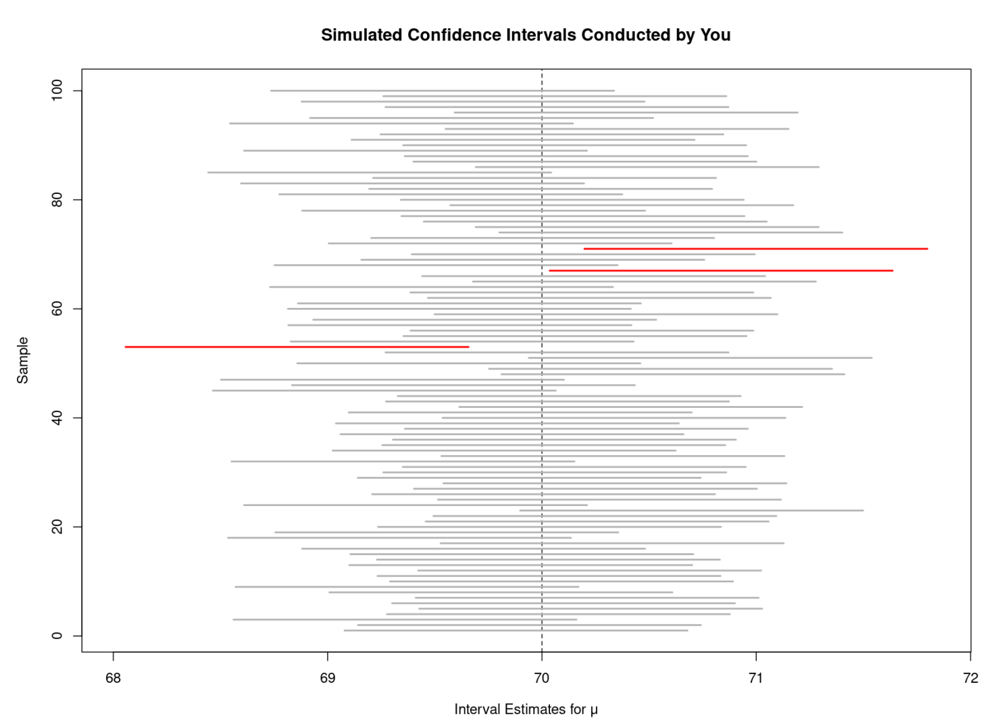 Simulated Confidence Intervals Conducted by You
100
80
60
40
20
0
Sample
68 69 70 71 72
Interval Estimates for μ